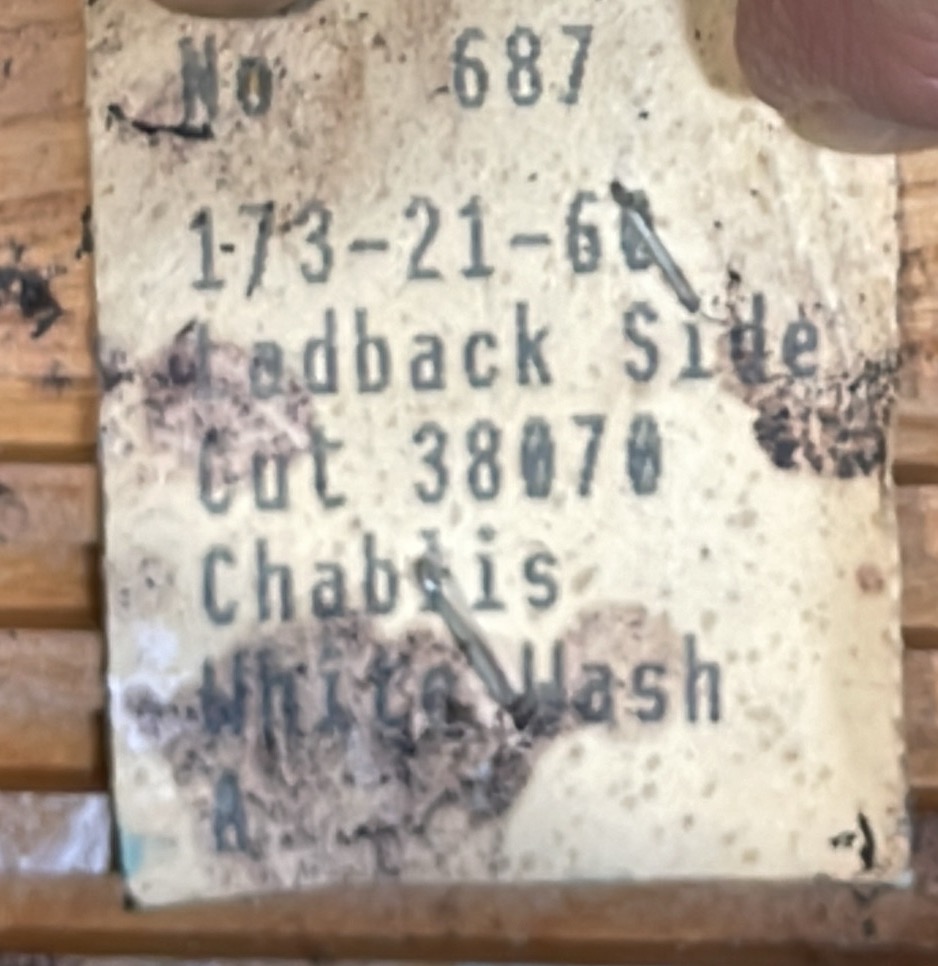 No 687
173-21-60
Ladback Side
Cut 38070
Chablis
White Wash
A